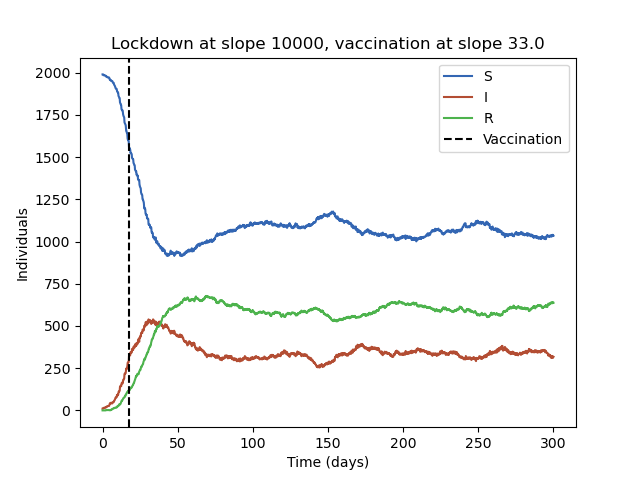 Lockdown at slope 10000, vaccination at slope 33.0
S
I
R
Vaccination
Individuals
2000
1750
1500
1250
1000
750
500
250
0
0 50 100 150 200 250 300
Time (days)